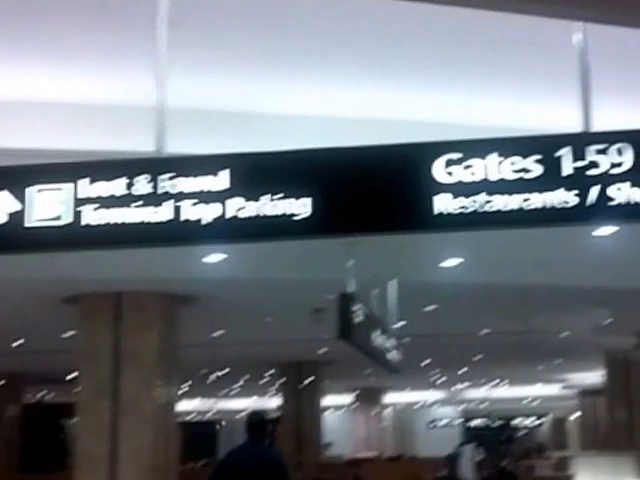 Lost & Found
Terminal Top Parking
Gates 1-59
Restaurants /